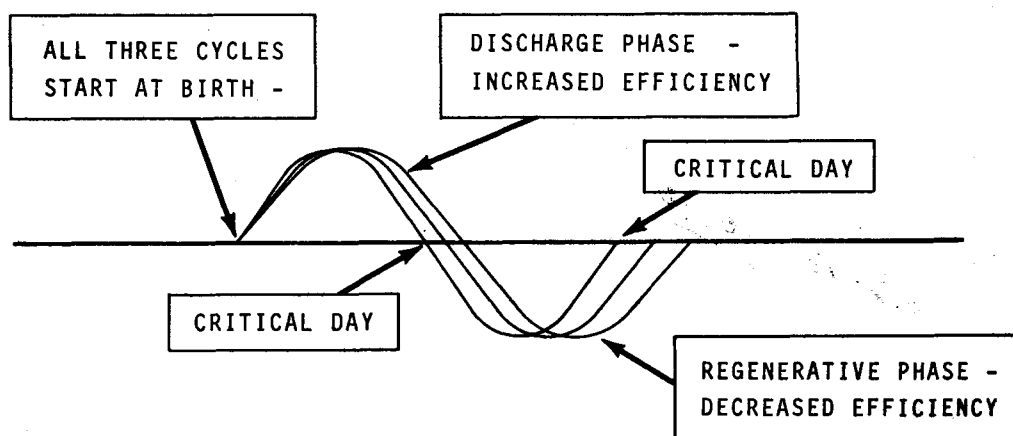 ALL THREE CYCLES
START AT BIRTH -
DISCHARGE PHASE -
INCREASED EFFICIENCY
CRITICAL DAY
CRITICAL DAY
REGENERATIVE PHASE -
DECREASED EFFICIENCY